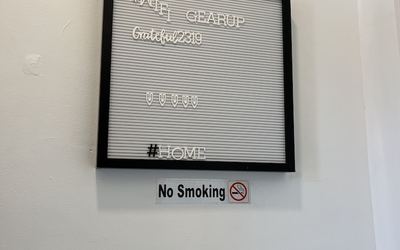 GEARUP
Grateful2319
#HOME
No Smoking